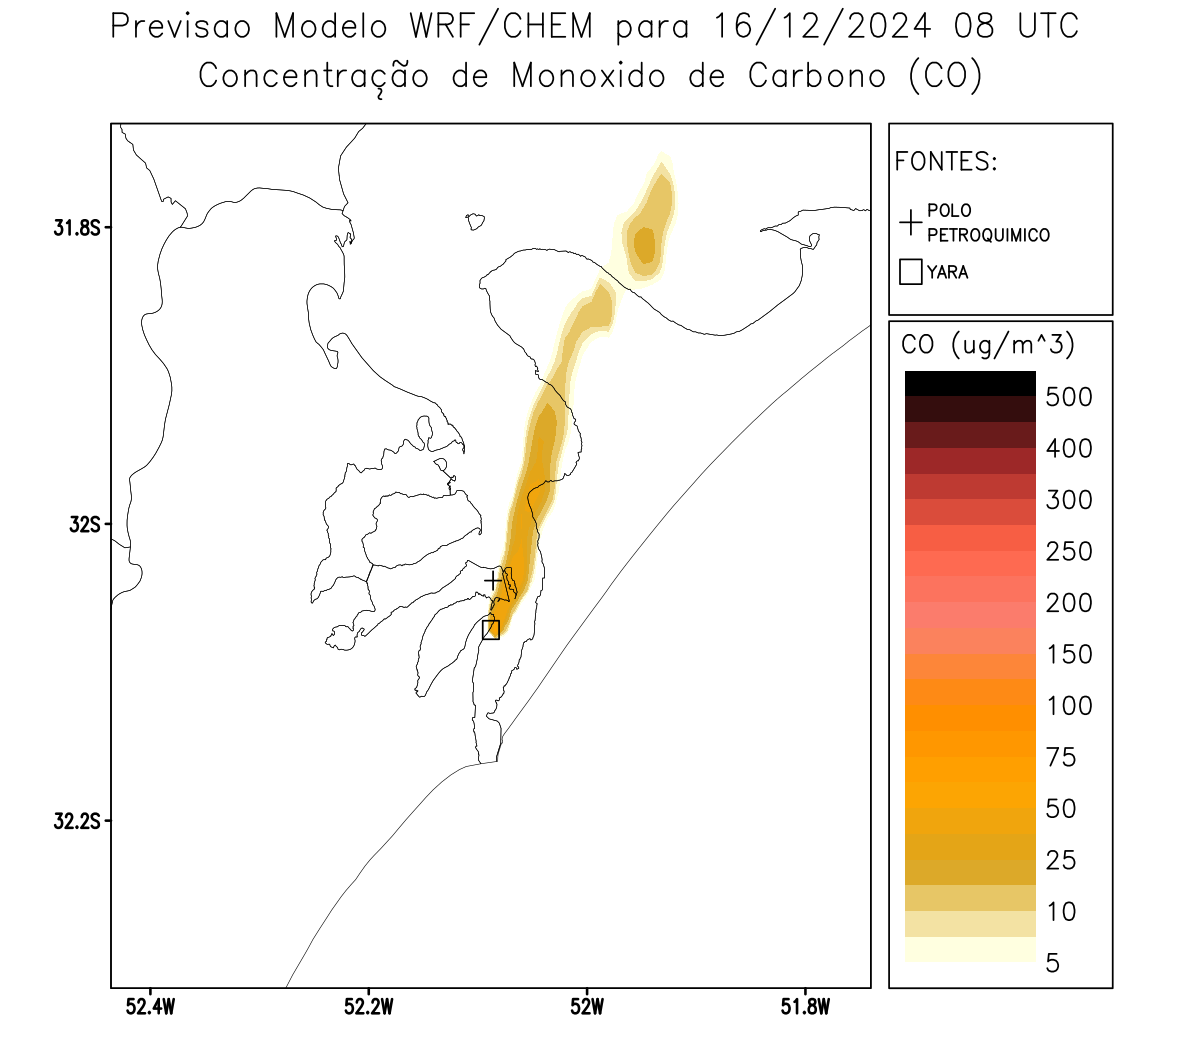 Previsao Modelo WRF/CHEM para 16/12/2024 08 UTC
Concentração de Monoxido de Carbono (CO)
FONTES:
POLO
PETROQUIMICO
YARA
CO (ug/m^3)
500
400
300
250
200
150
100
75
50
25
10
5
31.8S
32S
32.2S
52.4W
52.2W
52W
51.8W